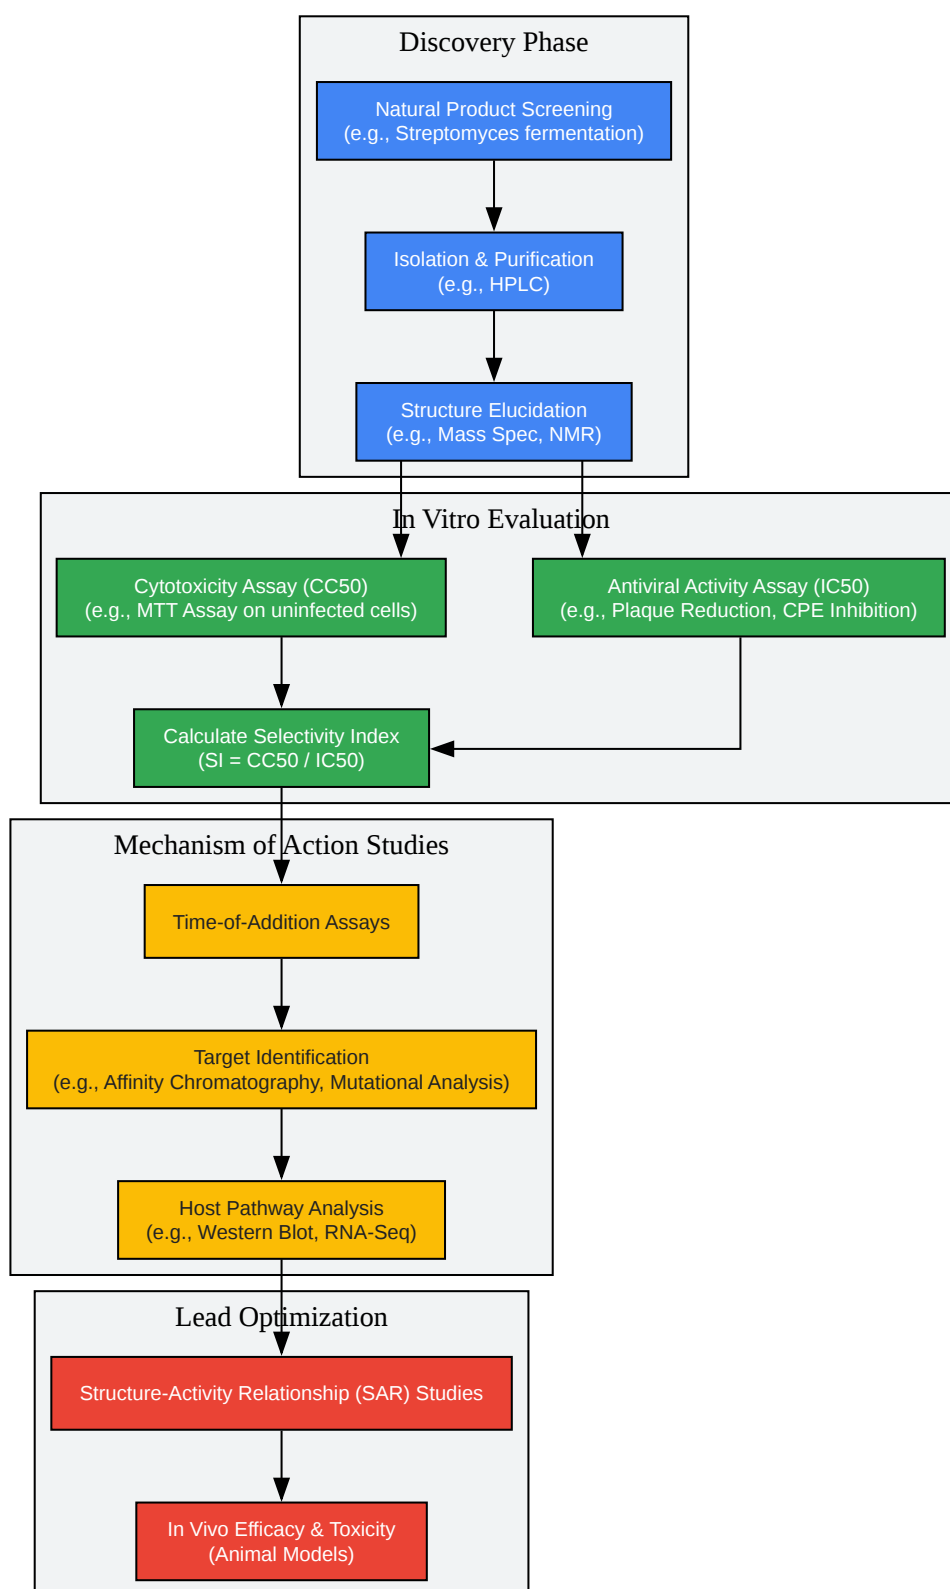 Discovery Phase
Natural Product Screening
(e.g., Streptomyces fermentation)
Isolation & Purification
(e.g., HPLC)
Structure Elucidation
(e.g., Mass Spec, NMR)
In Vitro Evaluation
Cytotoxicity Assay (CC50)
(e.g., MTT Assay on uninfected cells)
Antiviral Activity Assay (IC50)
(e.g., Plaque Reduction, CPE Inhibition)
Calculate Selectivity Index
(SI = CC50 / IC50)
Mechanism of Action Studies
Time-of-Addition Assays
Target Identification
(e.g., Affinity Chromatography, Mutational Analysis)
Host Pathway Analysis
(e.g., Western Blot, RNA-Seq)
Lead Optimization
Structure-Activity Relationship (SAR) Studies
In Vivo Efficacy & Toxicity
(Animal Models)